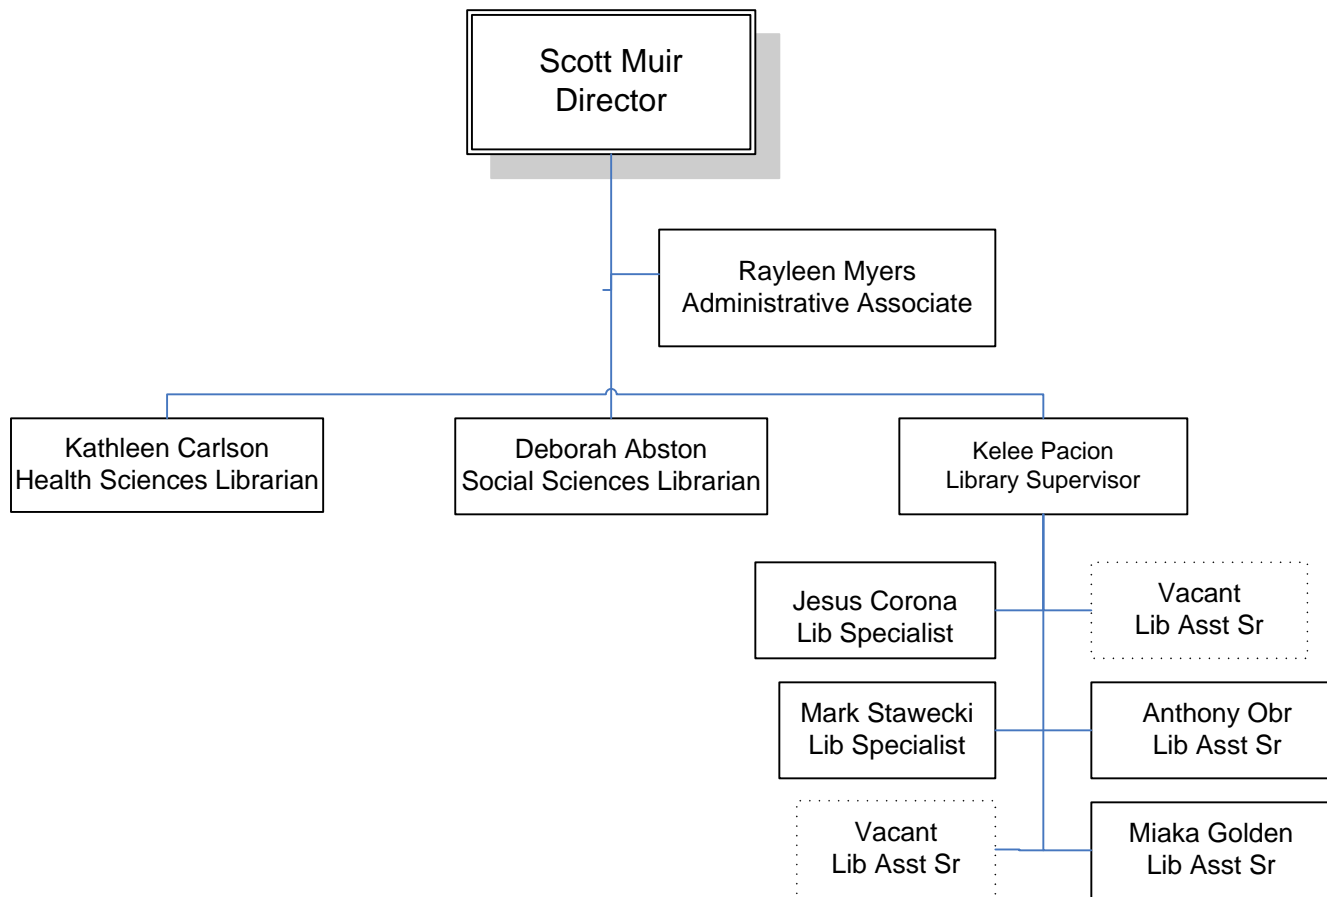 Scott Muir
Director
Rayleen Myers
Administrative Associate
Kathleen Carlson
Health Sciences Librarian
Deborah Abston
Social Sciences Librarian
Kelee Pacion
Library Supervisor
Jesus Corona
Lib Specialist
Vacant
Lib Asst Sr
Mark Stawecki
Lib Specialist
Anthony Obr
Lib Asst Sr
Vacant
Lib Asst Sr
Miaka Golden
Lib Asst Sr